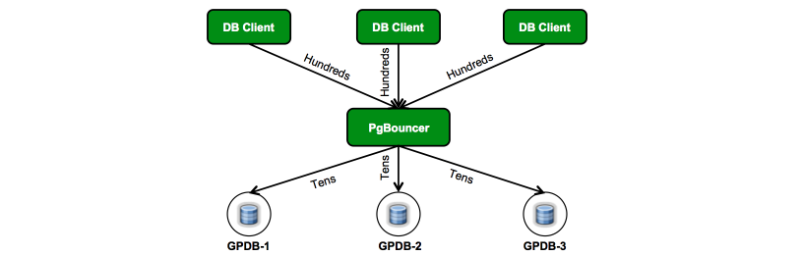 DB Client
DB Client
DB Client
Hundreds
Hundreds
Hundreds
PgBouncer
Tens
Tens
Tens
GPDB-1
GPDB-2
GPDB-3